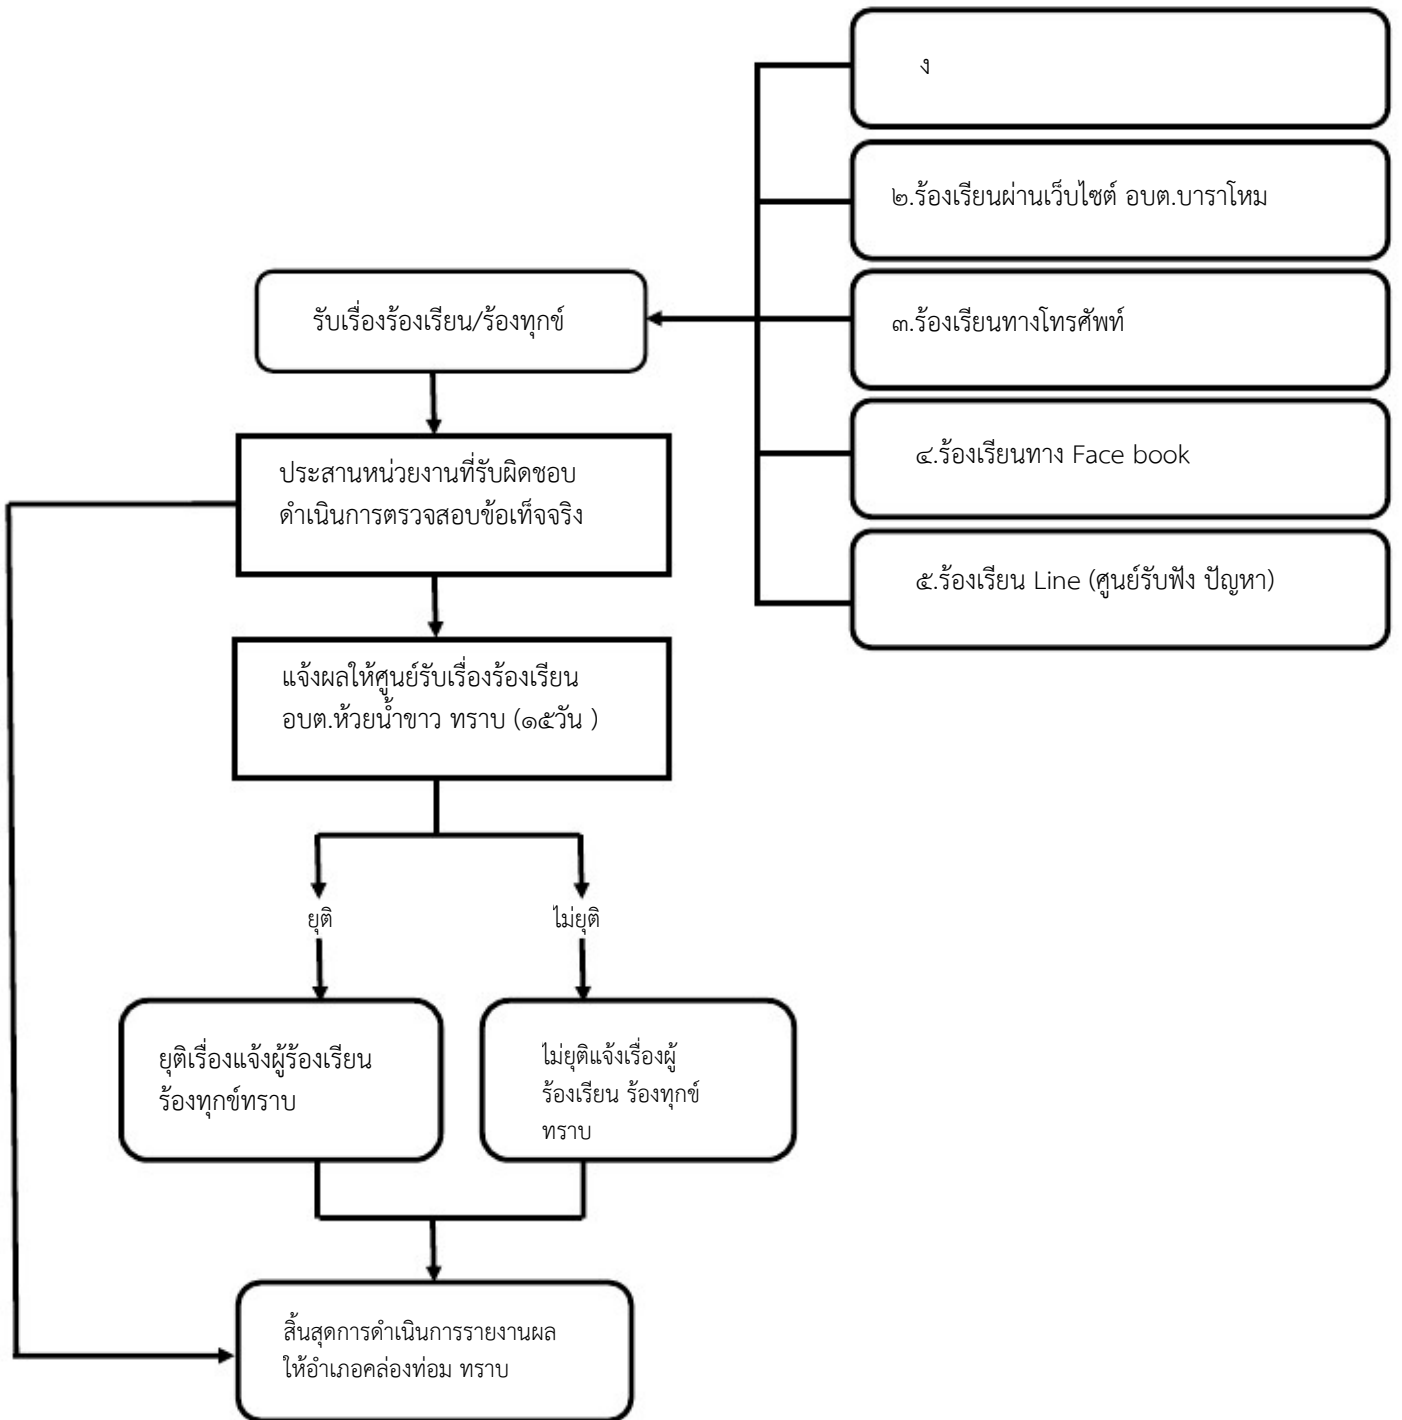 ง
๒.ร้องเรียนผ่านเว็บไซต์ อบต.บาราโหม
รับเรื่องร้องเรียน/ร้องทุกข์
๓.ร้องเรียนทางโทรศัพท์
๔.ร้องเรียนทาง Face book
ประสานหน่วยงานที่รับผิดชอบ
ดำเนินการตรวจสอบข้อเท็จจริง
๕.ร้องเรียน Line (ศูนย์รับฟัง ปัญหา)
แจ้งผลให้ศูนย์รับเรื่องร้องเรียน
อบต.ห้วยน้ำขาว ทราบ (๑๕วัน )
ยุติ
ไม่ยุติ
ยุติเรื่องแจ้งผู้ร้องเรียน
ร้องทุกข์ทราบ
ไม่ยุติแจ้งเรื่องผู้
ร้องเรียน ร้องทุกข์
ทราบ
สิ้นสุดการดำเนินการรายงานผล
ให้อำเภอคล่องท่อม ทราบ